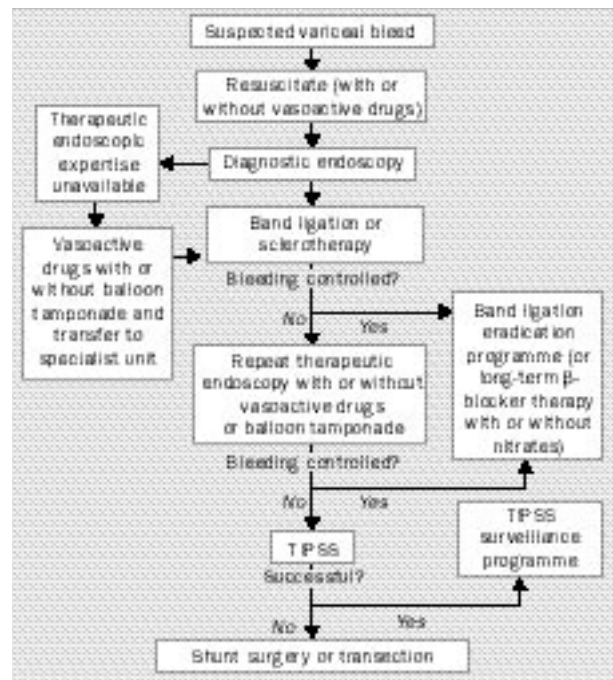 Suspected variceal bleed
Resuscitate (with or
without vasoactive drugs)
Therapeutic
endoscopic
expertise
unavailable
Diagnostic endoscopy
Band ligation or
sclerotherapy
Vasoactive
drugs with or
without balloon
tamponade and
transfer to
specialist unit
Bleeding controlled?
No
Yes
Band ligation
eradication
programme (or
long-term β-
blocker therapy
with or without
nitrates)
Repeat therapeutic
endoscopy with or without
vasoactive drugs
or balloon tamponade
Bleeding controlled?
No
Yes
TIPSS
TIPSS
surveillance
programme
Successful?
No
Yes
Shunt surgery or transection